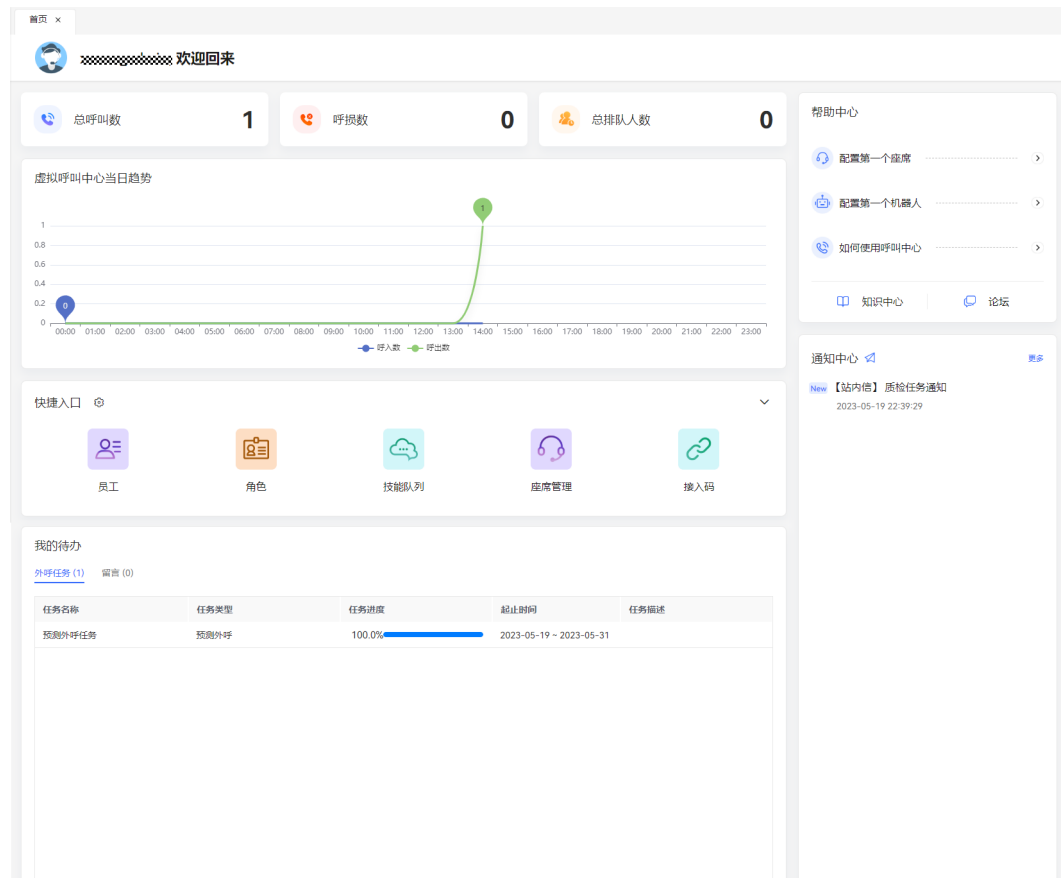 首页 ×
欢迎回来
总呼叫数 1
呼损数 0
总排队人数 0
虚拟呼叫中心当日趋势
1
1
0.8
0.6
0.4
0.2
0
0
00:00 01:00 02:00 03:00 04:00 05:00 06:00 07:00 08:00 09:00 10:00 11:00 12:00 13:00 14:00 15:00 16:00 17:00 18:00 19:00 20:00 21:00 22:00 23:00
呼入数 呼出数
快捷入口
员工 角色 技能队列 座席管理 接入码
我的待办
外呼任务 (1) 留言 (0)
任务名称 任务类型 任务进度 起止时间 任务描述
预测外呼任务 预测外呼 100.0% 2023-05-19 ~ 2023-05-31
帮助中心
配置第一个座席
配置第一个机器人
如何使用呼叫中心
知识中心 论坛
通知中心 更多
New 【站内信】质检任务通知
2023-05-19 22:39:29